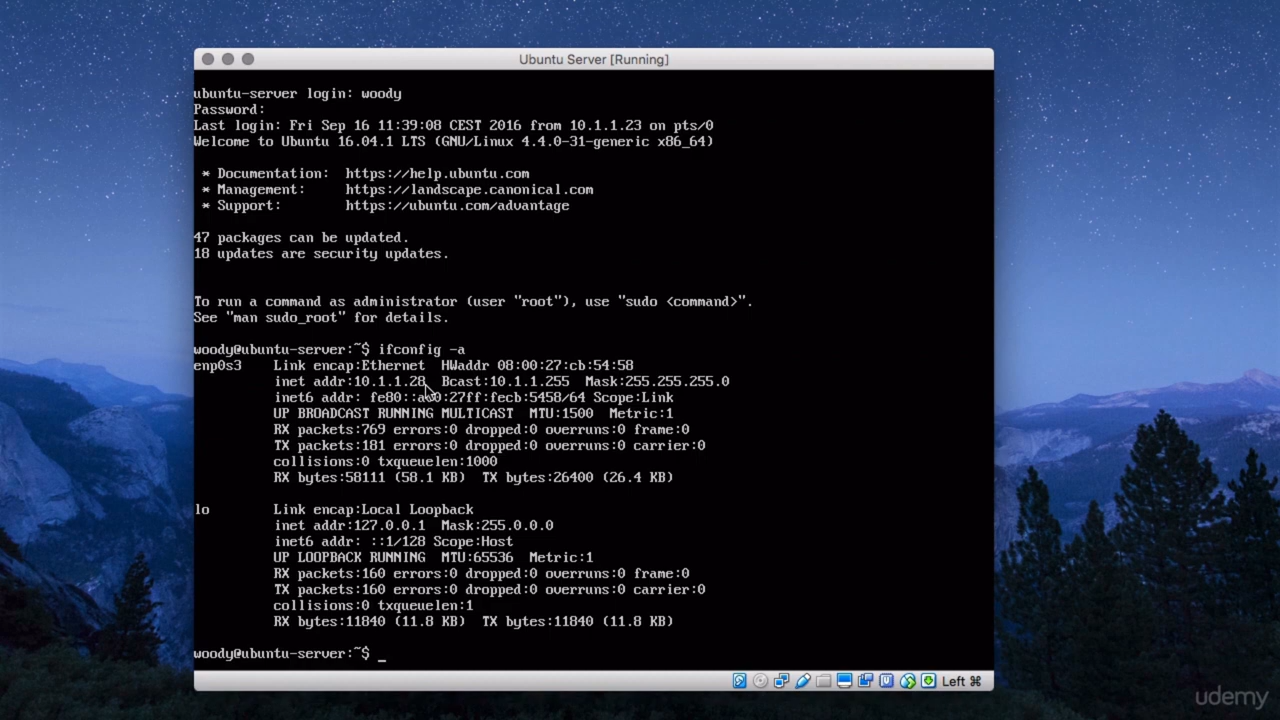 Ubuntu Server [Running]
ubuntu-server login: woody
Password:
Last login: Fri Sep 16 11:39:08 CEST 2016 from 10.1.1.23 on pts/0
Welcome to Ubuntu 16.04.1 LTS (GNU/Linux 4.4.0-31-generic x86_64)
* Documentation:  https://help.ubuntu.com
* Management:     https://landscape.canonical.com
* Support:        https://ubuntu.com/advantage
47 packages can be updated.
18 updates are security updates.
To run a command as administrator (user "root"), use "sudo <command>".
See "man sudo_root" for details.
woody@ubuntu-server:~$ ifconfig -a
enp0s3    Link encap:Ethernet  HWaddr 08:00:27:cb:54:58
inet addr:10.1.1.28  Bcast:10.1.1.255  Mask:255.255.255.0
inet6 addr: fe80::a00:27ff:fecb:5458/64 Scope:Link
UP BROADCAST RUNNING MULTICAST  MTU:1500  Metric:1
RX packets:769 errors:0 dropped:0 overruns:0 frame:0
TX packets:181 errors:0 dropped:0 overruns:0 carrier:0
collisions:0 txqueuelen:1000
RX bytes:58111 (58.1 KB)  TX bytes:26400 (26.4 KB)
lo        Link encap:Local Loopback
inet addr:127.0.0.1  Mask:255.0.0.0
inet6 addr: ::1/128 Scope:Host
UP LOOPBACK RUNNING  MTU:65536  Metric:1
RX packets:160 errors:0 dropped:0 overruns:0 frame:0
TX packets:160 errors:0 dropped:0 overruns:0 carrier:0
collisions:0 txqueuelen:1
RX bytes:11840 (11.8 KB)  TX bytes:11840 (11.8 KB)
woody@ubuntu-server:~$ _
Left ⌘
udemy